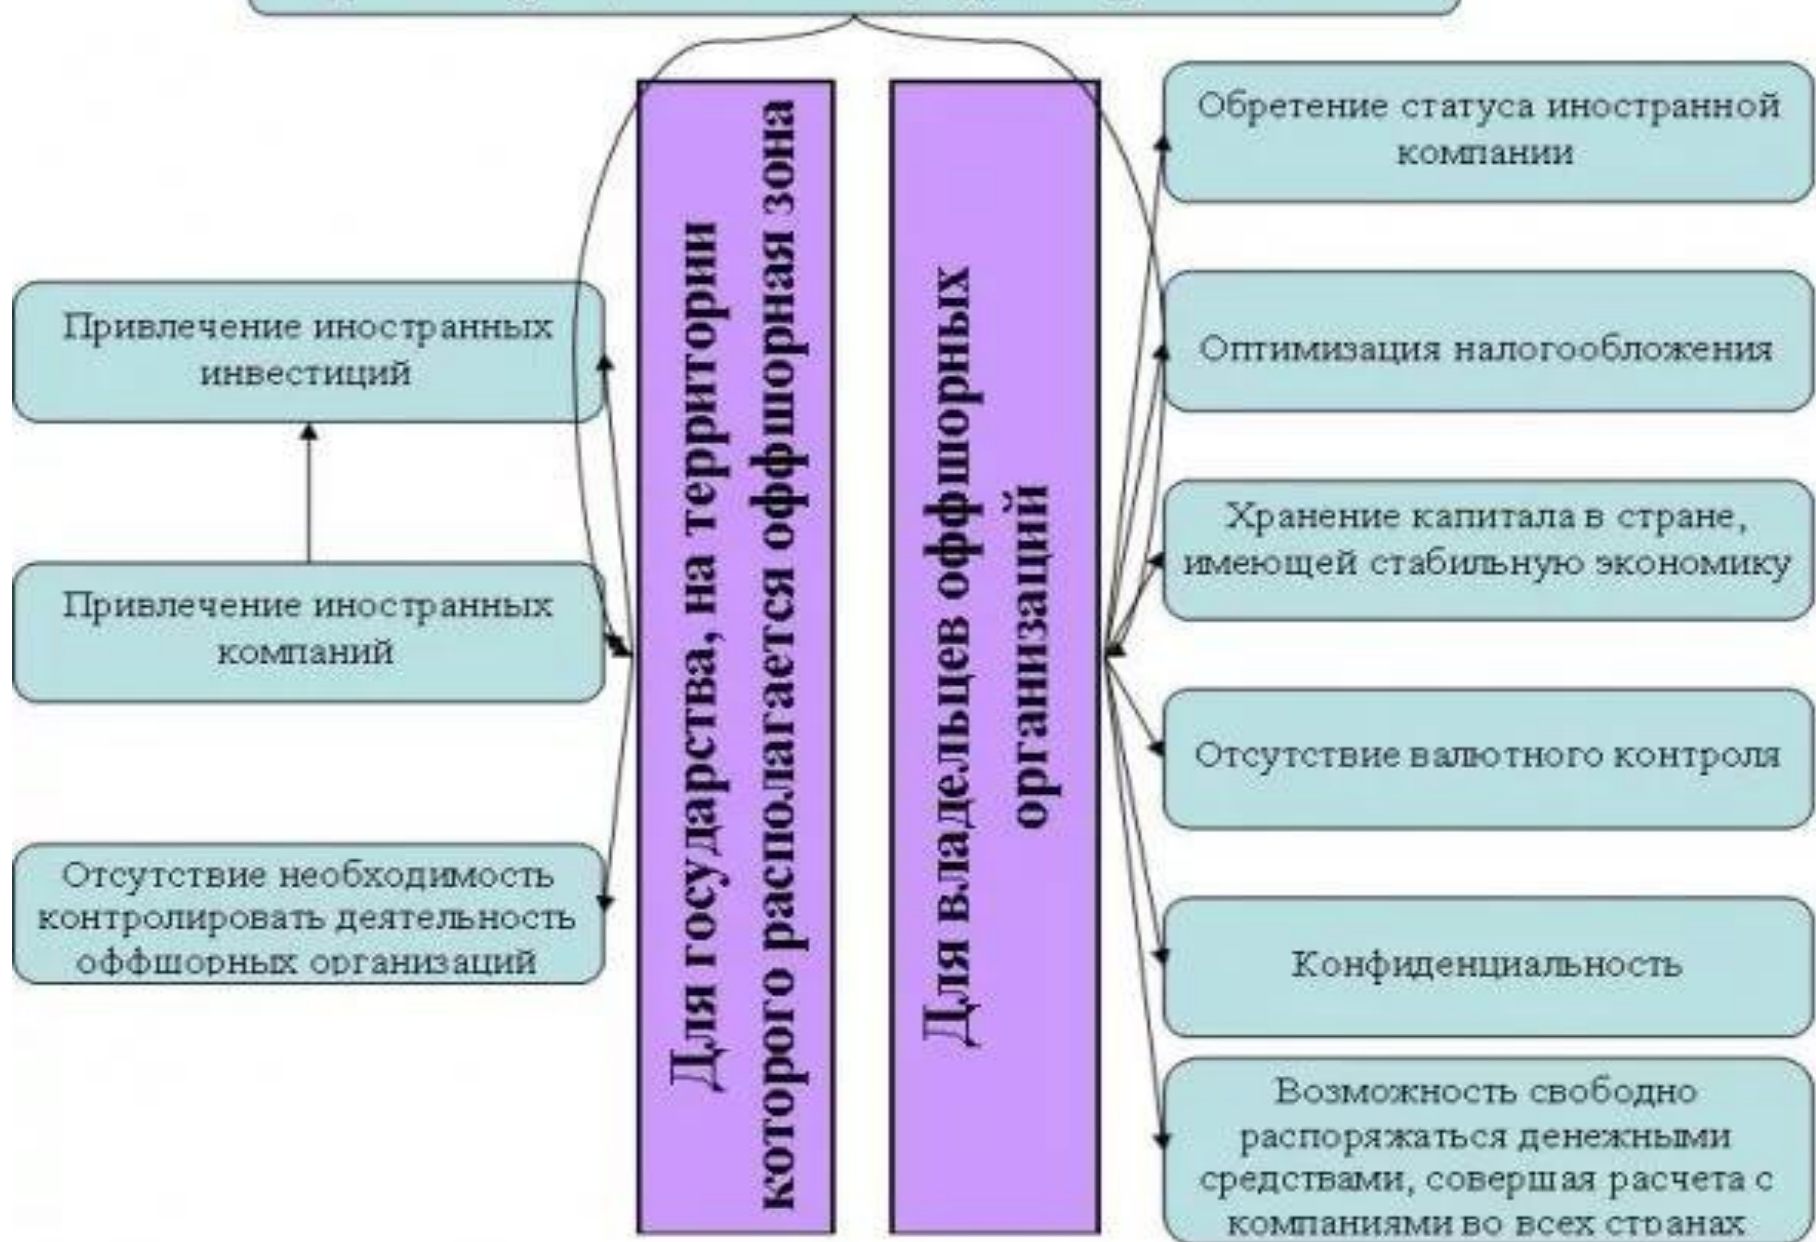 Привлечение иностранных
инвестиций
Привлечение иностранных
компаний
Отсутствие необходимость
контролировать деятельность
оффшорных организаций
Для государства, на территории
которого располагается оффшорная зона
Для владельцев оффшорных
организаций
Обретение статуса иностранной
компании
Оптимизация налогообложения
Хранение капитала в стране,
имеющей стабильную экономику
Отсутствие валютного контроля
Конфиденциальность
Возможность свободно
распоряжаться денежными
средствами, совершая расчета с
компаниями во всех странах